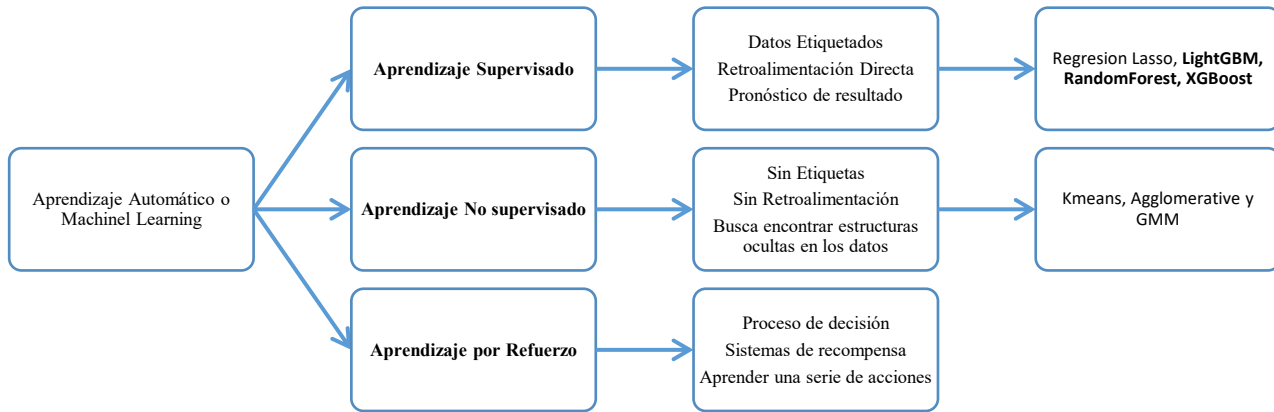 Aprendizaje Automático o
Machinel Learning
Aprendizaje Supervisado
Datos Etiquetados
Retroalimentación Directa
Pronóstico de resultado
Regresion Lasso, LightGBM,
RandomForest, XGBoost
Aprendizaje No supervisado
Sin Etiquetas
Sin Retroalimentación
Busca encontrar estructuras
ocultas en los datos
Kmeans, Agglomerative y
GMM
Aprendizaje por Refuerzo
Proceso de decisión
Sistemas de recompensa
Aprender una serie de acciones